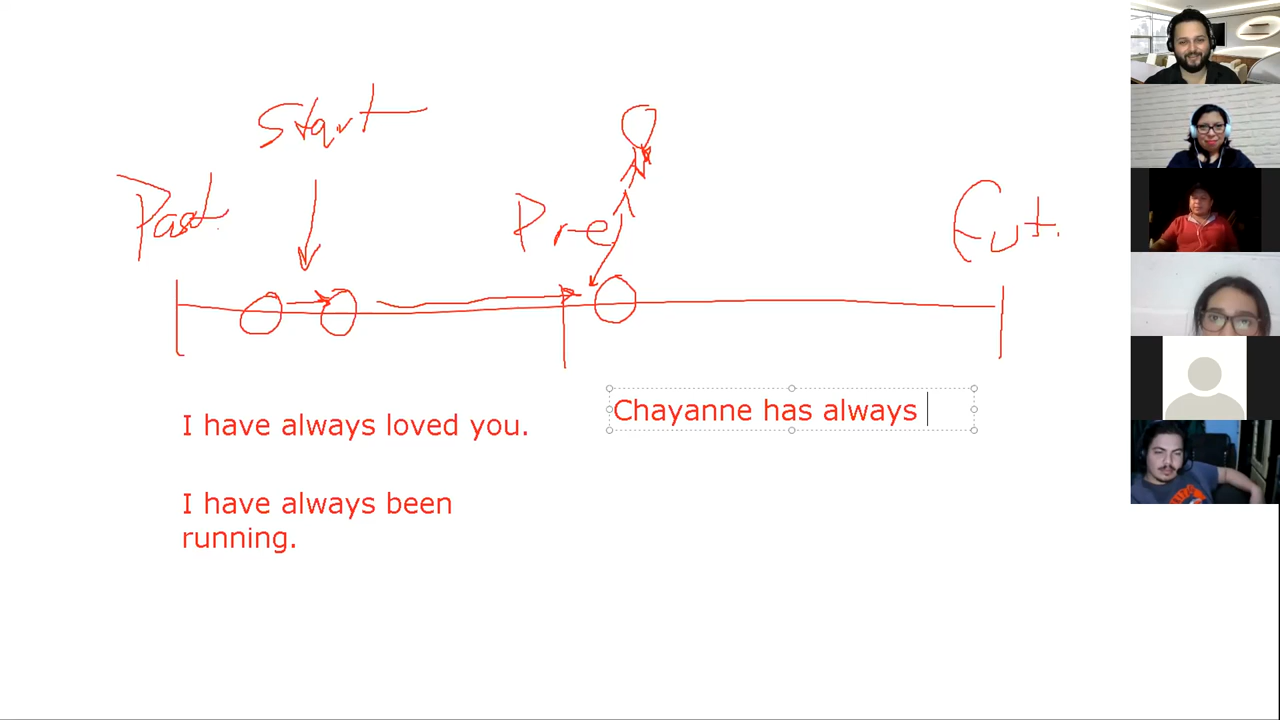 Start
Past
Pre
Fut.
I have always loved you.
Chayanne has always
I have always been
running.